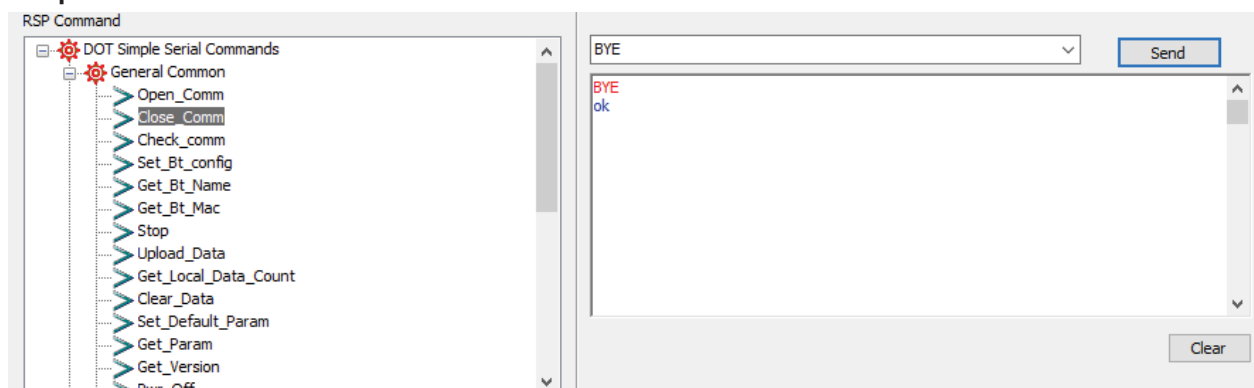 RSP Command
DOT Simple Serial Commands
General Common
Open_Comm
Close_Comm
Check_comm
Set_Bt_config
Get_Bt_Name
Get_Bt_Mac
Stop
Upload_Data
Get_Local_Data_Count
Clear_Data
Set_Default_Param
Get_Param
Get_Version
Pwr_Off
BYE
Send
BYE
ok
Clear